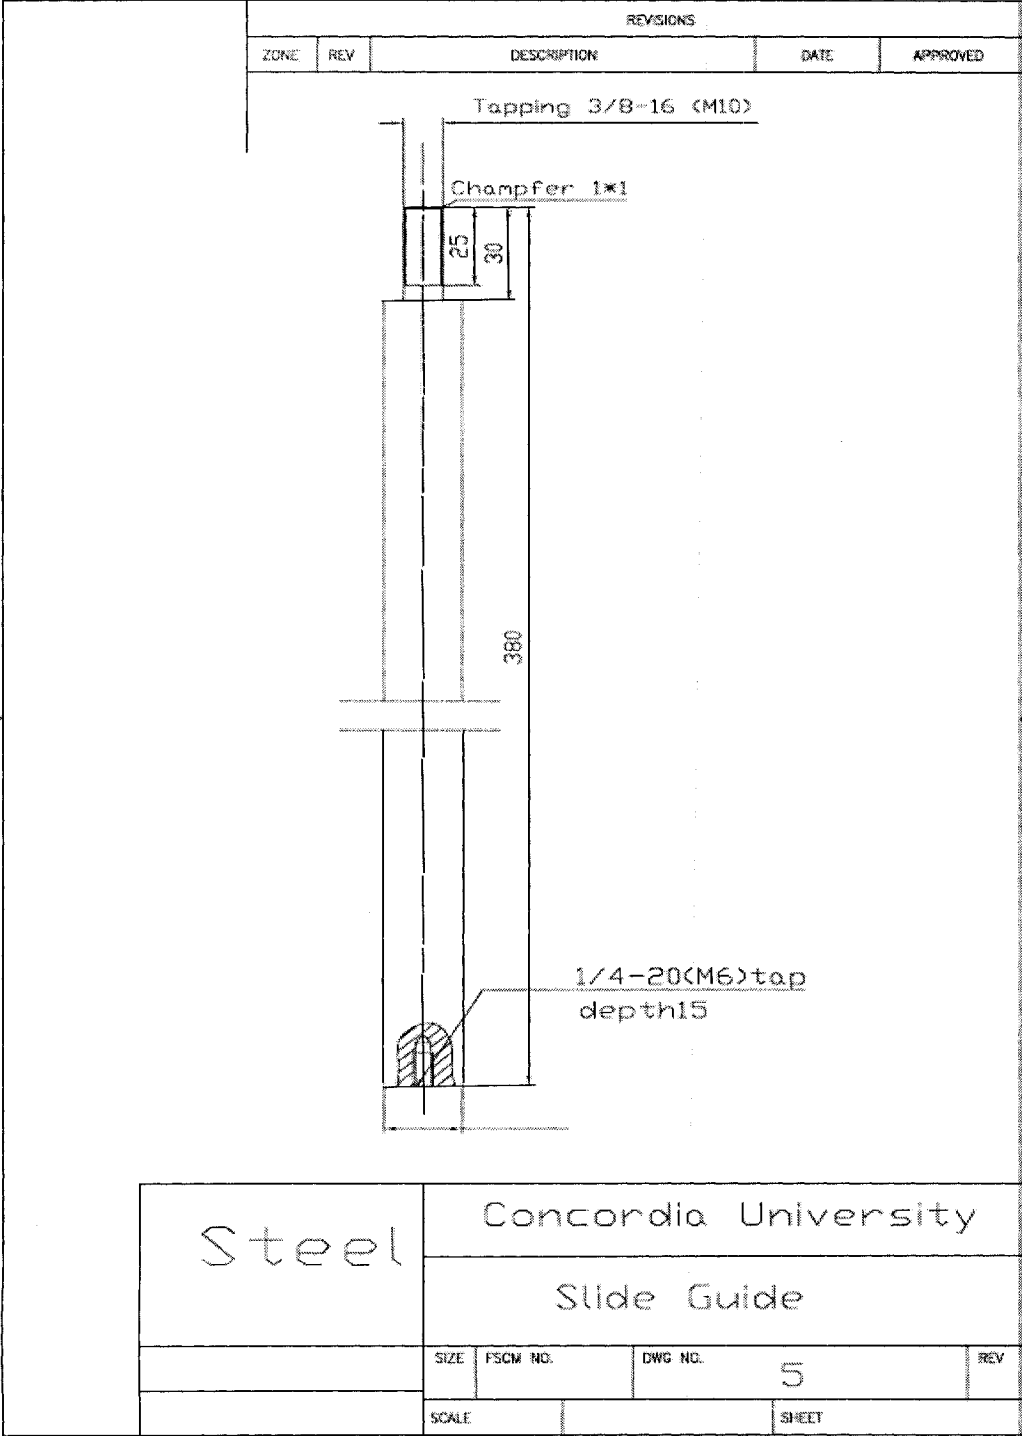 REVISIONS
ZONE REV DESCRIPTION DATE APPROVED
Tapping 3/8-16 (M10)
Champfer 1*1
25
30
380
1/4-20(M6)tap
depth15
Steel
Concordia University
Slide Guide
SIZE FSCM NO. DWG NO. 5 REV
SCALE SHEET